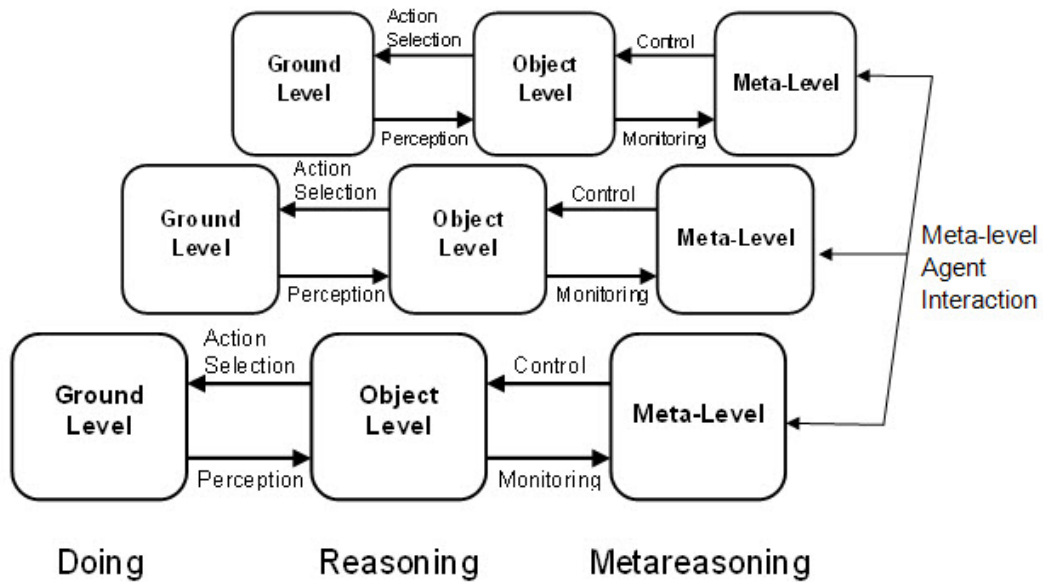 Action
Selection
Control
Ground
Level
Object
Level
Meta-Level
Perception
Monitoring
Action
Selection
Control
Ground
Level
Object
Level
Meta-Level
Perception
Monitoring
Meta-level
Agent
Interaction
Action
Selection
Control
Ground
Level
Object
Level
Meta-Level
Perception
Monitoring
Doing
Reasoning
Metareasoning